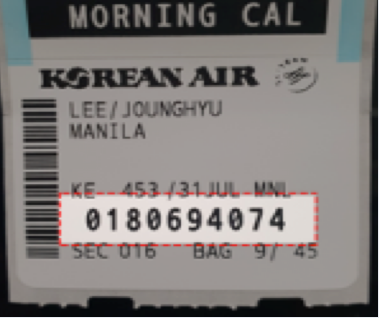 MORNING CAL
KOREAN AIR
LEE/JOUNGHYU
MANILA
KE 453 /31JUL MNL
0180694074
SEC 016 BAG 9/ 45